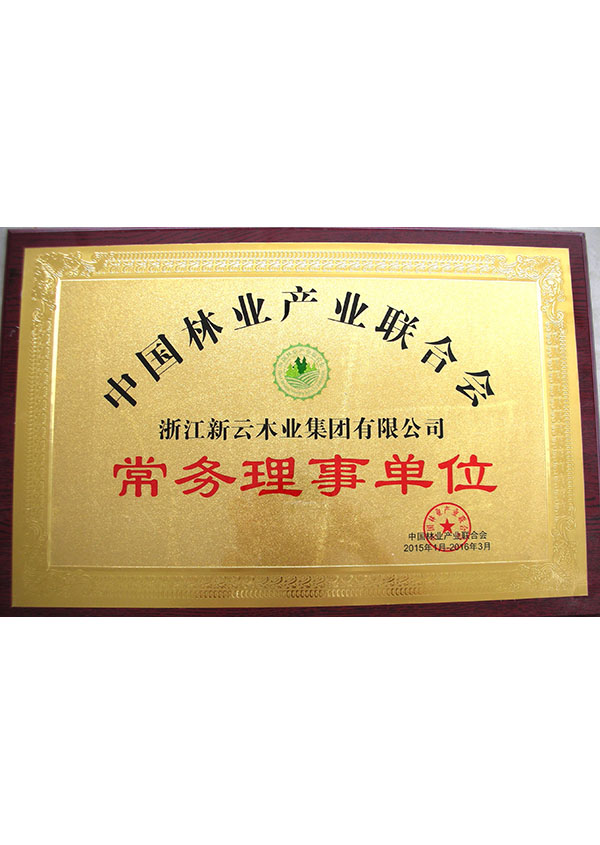 中国林业产业联合会
浙江新云木业集团有限公司
常务理事单位
中国林业产业联合会
2015年1月-2016年3月